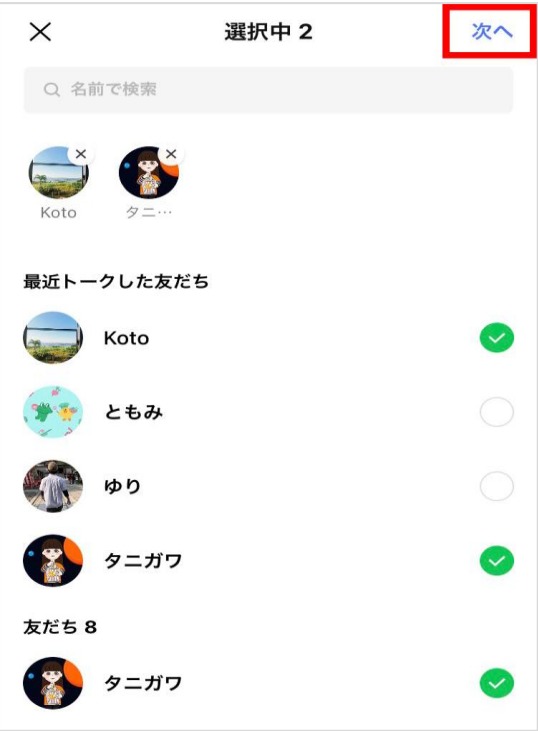 選択中 2
次へ
名前で検索
Koto
タニ…
最近トークした友だち
Koto
ともみ
ゆり
タニガワ
友だち 8
タニガワ